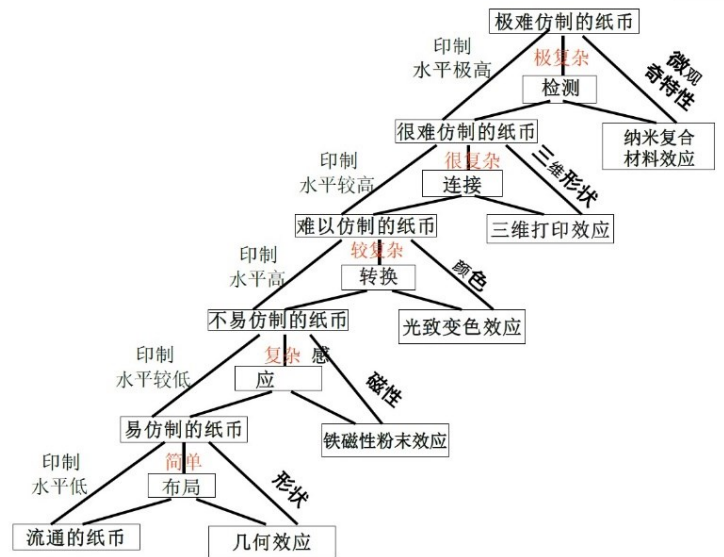 极难仿制的纸币
印制
水平极高
极复杂
微观
奇特性
检测
很难仿制的纸币
纳米复合
材料效应
印制
水平较高
很复杂
三维形状
连接
难以仿制的纸币
三维打印效应
印制
水平高
较复杂
颜色
转换
不易仿制的纸币
光致变色效应
印制
水平较低
复杂 感
应
磁性
易仿制的纸币
铁磁性粉末效应
印制
水平低
简单
形状
布局
流通的纸币
几何效应